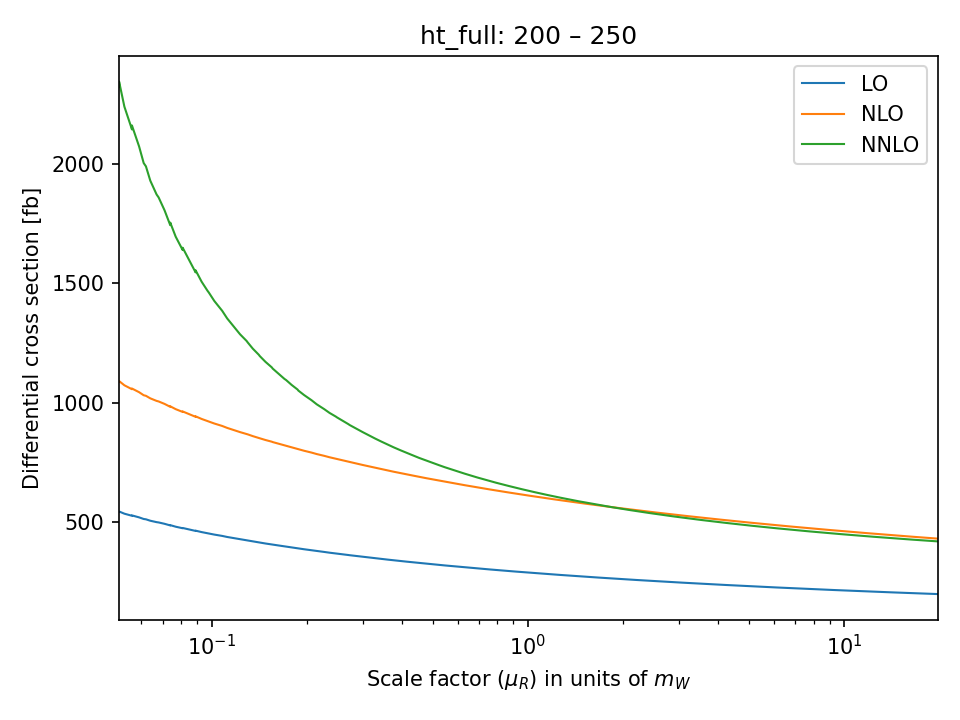 ht_full: 200 – 250
LO
NLO
NNLO
Differential cross section [fb]
2000
1500
1000
500
10⁻¹
10⁰
10¹
Scale factor (μ_R) in units of m_W